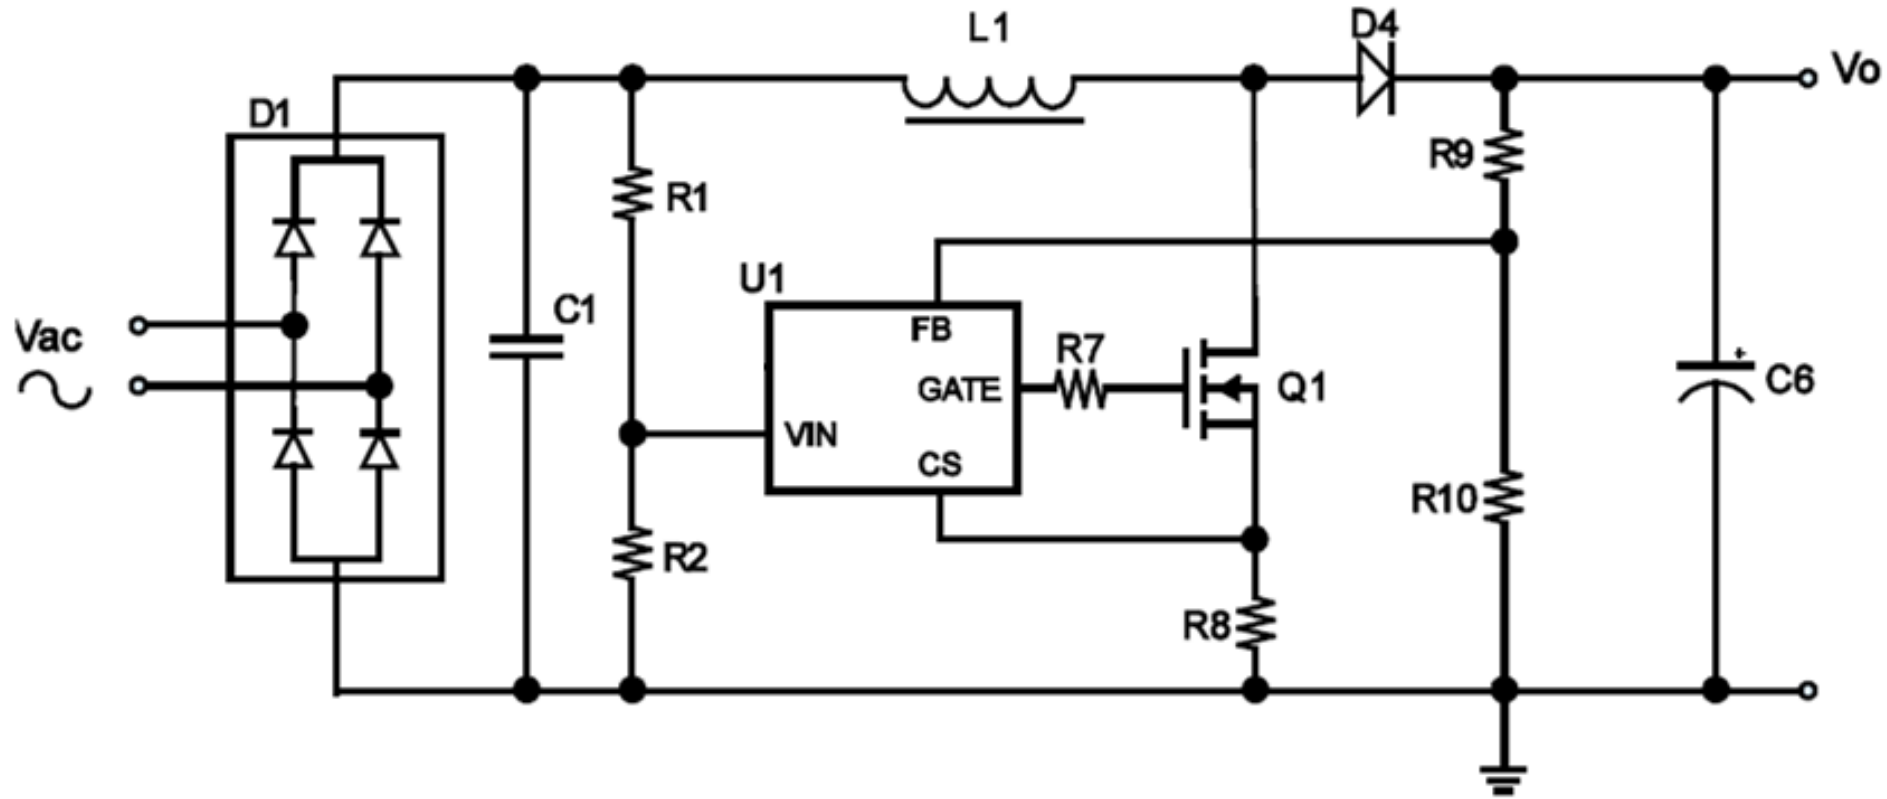 L1
D4
Vo
D1
R9
R1
U1
C1
FB
R7
Vac
GATE
Q1
+
C6
VIN
CS
R10
R2
R8